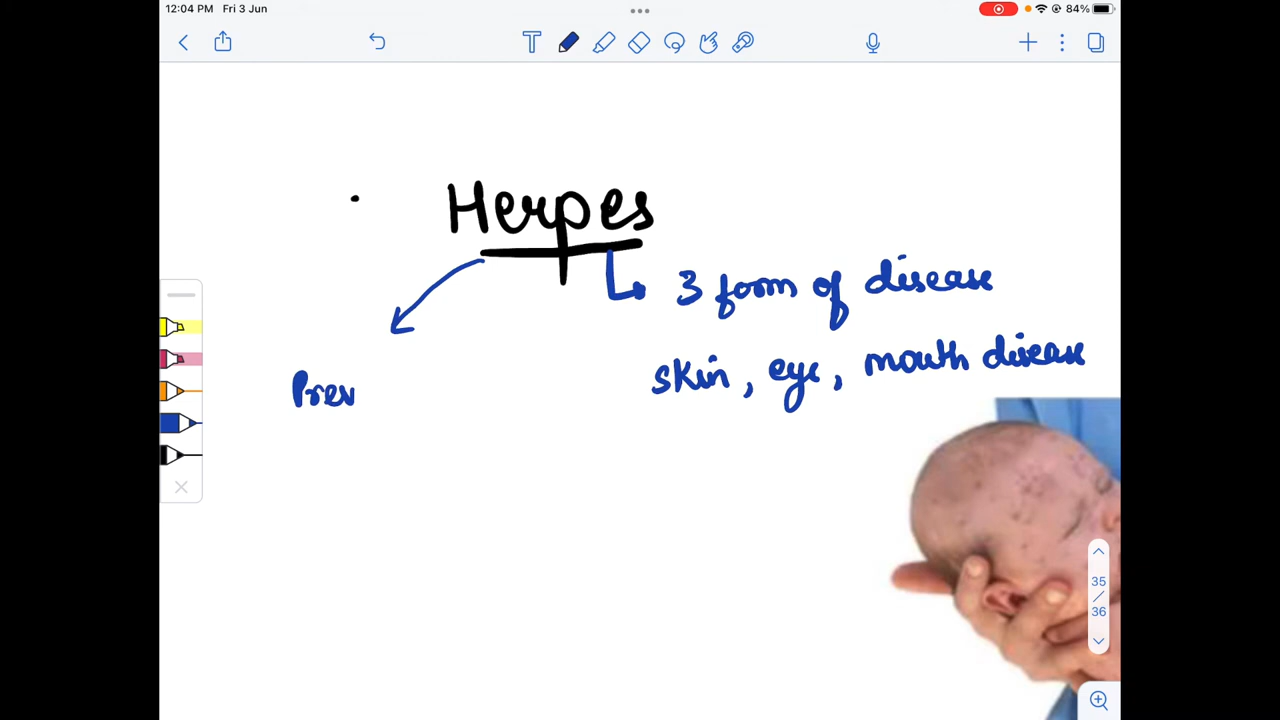 12:04 PM Fri 3 Jun
84%
T
Herpes
3 form of disease
skin, eye, mouth disease
Prev
35
36